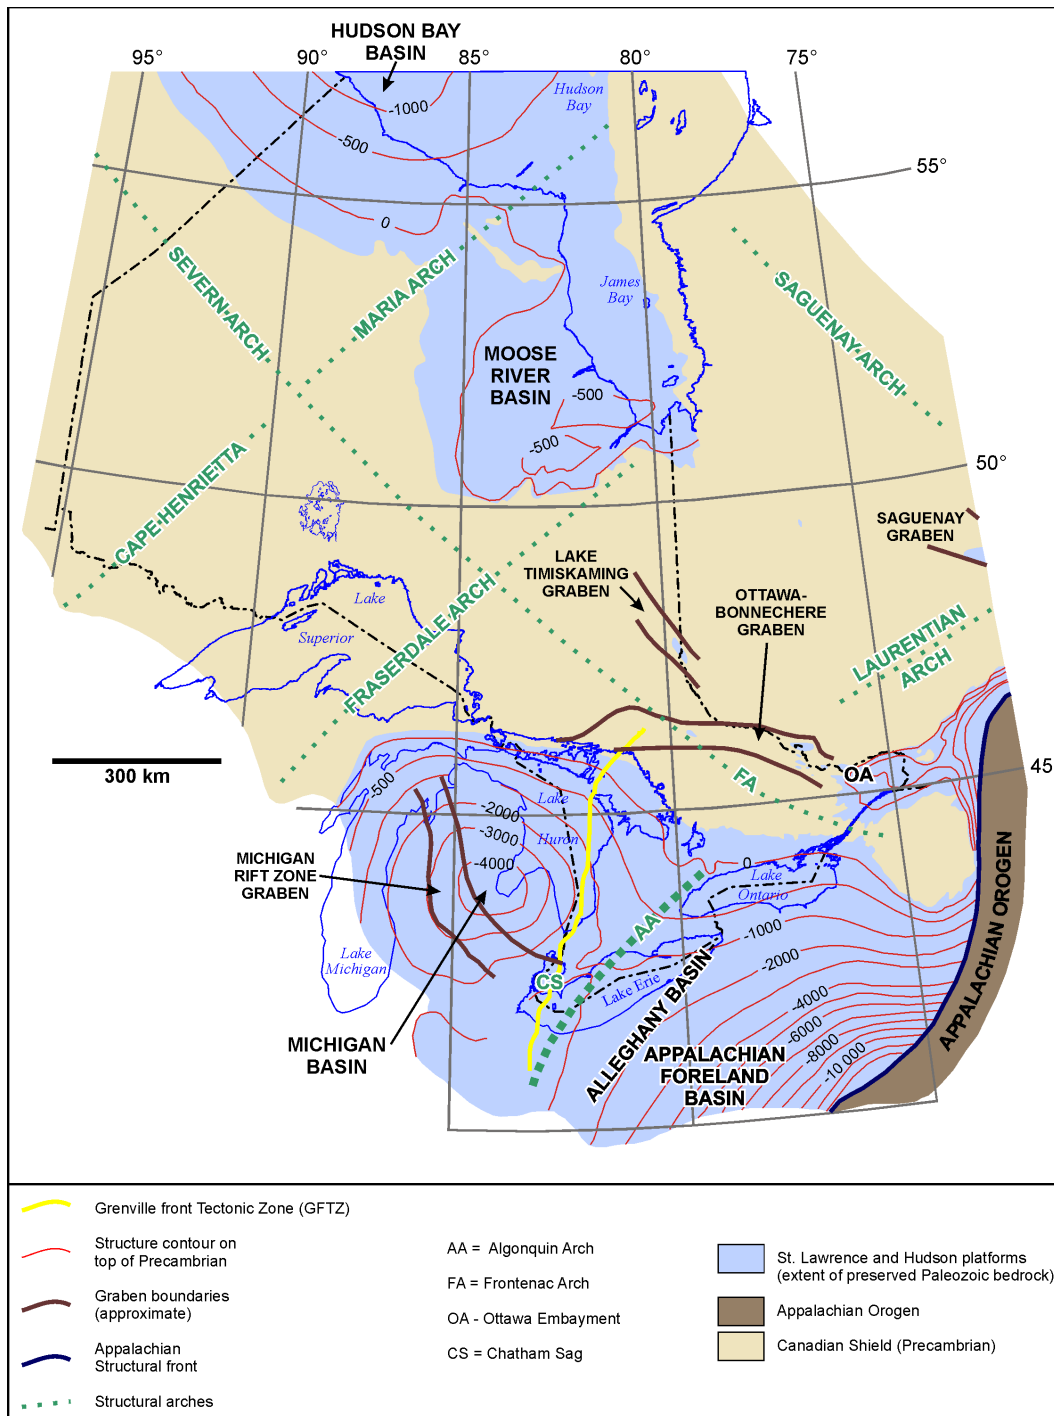 HUDSON BAY
BASIN
95°
90°
85°
80°
75°
Hudson
Bay
-1000
-500
55°
0
SEVERN ARCH
MARIA ARCH
James
Bay
SAGUENAY ARCH
MOOSE
RIVER
BASIN
-500
-500
50°
CAPE HENRIETTA
SAGUENAY
GRABEN
LAKE
TIMISKAMING
GRABEN
OTTAWA-
BONNECHERE
GRABEN
Lake
Superior
FRASERDALE ARCH
LAURENTIAN
ARCH
300 km
FA
OA
45
-500
Lake
Huron
-2000
-3000
-4000
MICHIGAN
RIFT ZONE
GRABEN
0
Lake
Ontario
AA
-1000
-2000
Lake
Michigan
CS
Lake Erie
-4000
-6000
-8000
-10 000
MICHIGAN
BASIN
ALLEGHANY BASIN
APPALACHIAN
FORELAND
BASIN
APPALACHIAN OROGEN
Grenville front Tectonic Zone (GFTZ)
Structure contour on
top of Precambrian
Graben boundaries
(approximate)
Appalachian
Structural front
Structural arches
AA = Algonquin Arch
FA = Frontenac Arch
OA - Ottawa Embayment
CS = Chatham Sag
St. Lawrence and Hudson platforms
(extent of preserved Paleozoic bedrock)
Appalachian Orogen
Canadian Shield (Precambrian)